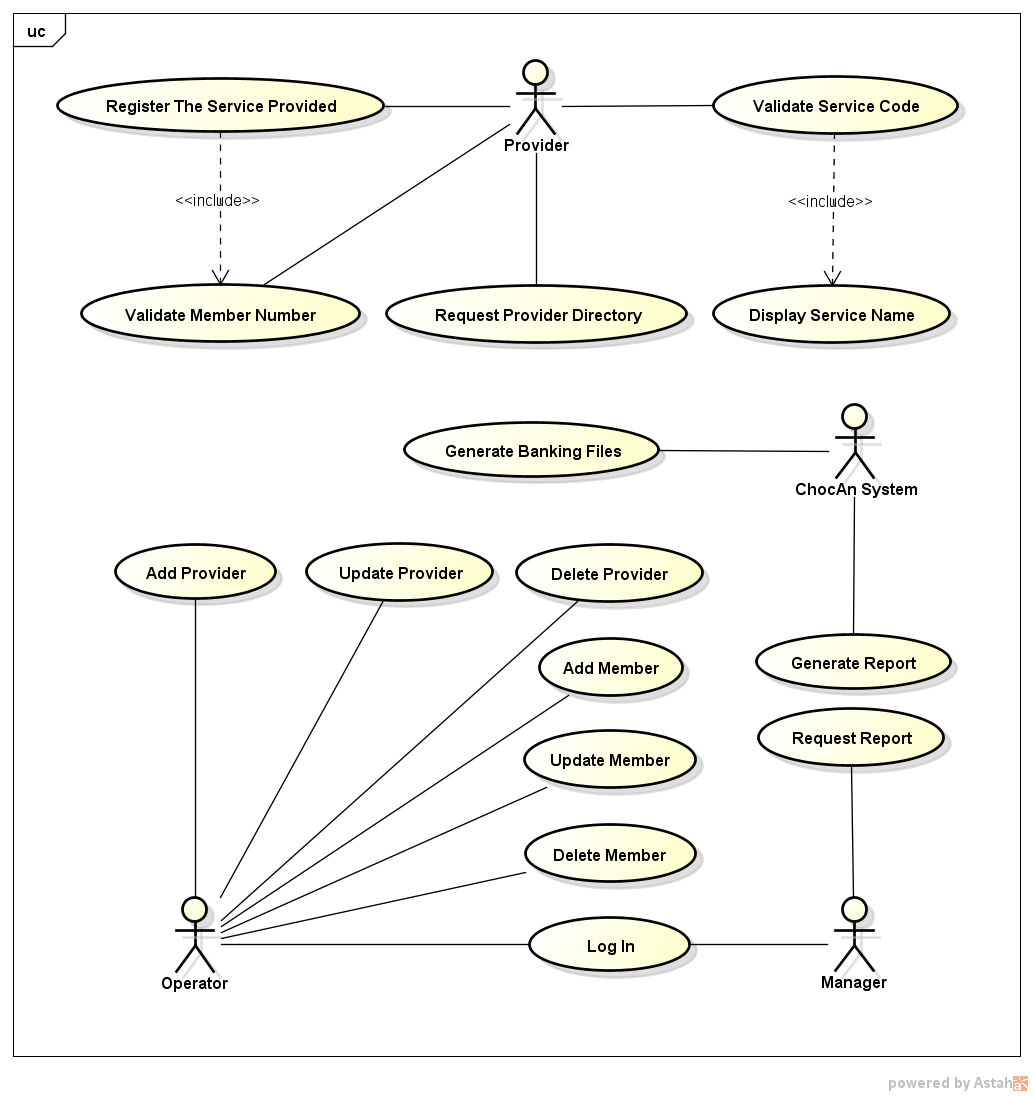 uc
Register The Service Provided
Validate Service Code
Provider
<<include>>
<<include>>
Validate Member Number
Request Provider Directory
Display Service Name
Generate Banking Files
ChocAn System
Add Provider
Update Provider
Delete Provider
Add Member
Generate Report
Request Report
Update Member
Delete Member
Log In
Operator
Manager
powered by Astah